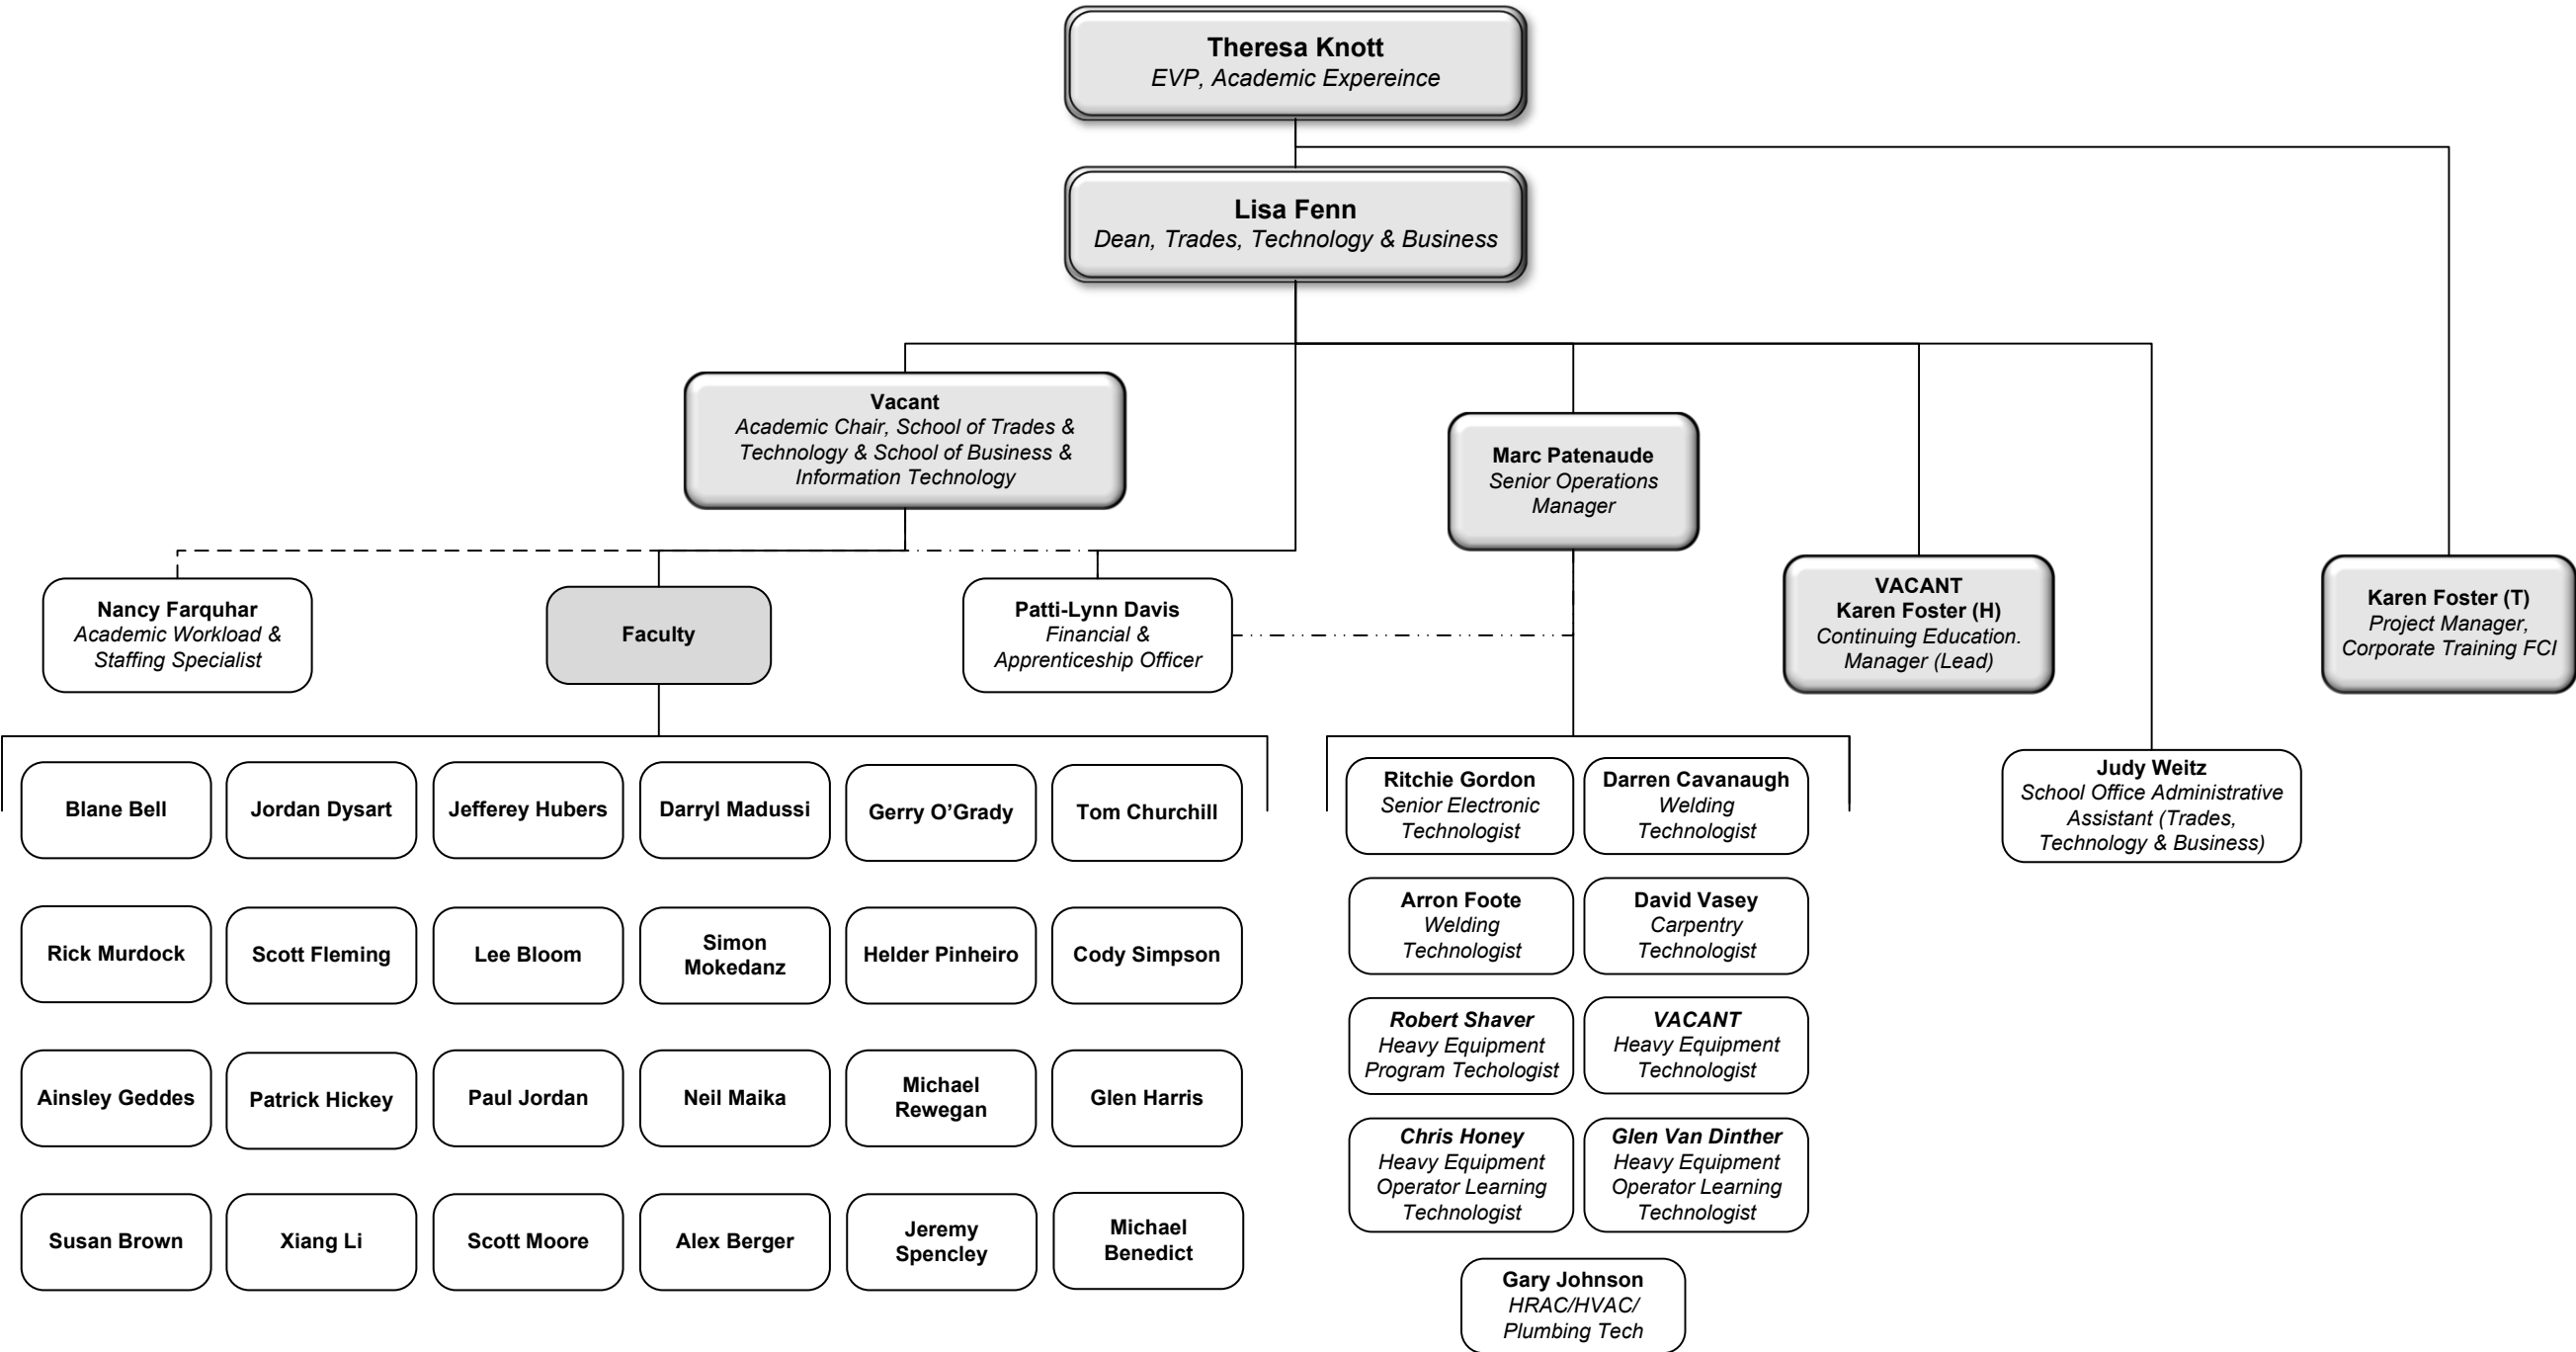 Theresa Knott
EVP, Academic Expereince
Lisa Fenn
Dean, Trades, Technology & Business
Vacant
Academic Chair, School of Trades &
Technology & School of Business &
Information Technology
Marc Patenaude
Senior Operations
Manager
Nancy Farquhar
Academic Workload &
Staffing Specialist
Faculty
Patti-Lynn Davis
Financial &
Apprenticeship Officer
VACANT
Karen Foster (H)
Continuing Education.
Manager (Lead)
Karen Foster (T)
Project Manager,
Corporate Training FCI
Blane Bell
Jordan Dysart
Jefferey Hubers
Darryl Madussi
Gerry O’Grady
Tom Churchill
Rick Murdock
Scott Fleming
Lee Bloom
Simon
Mokedanz
Helder Pinheiro
Cody Simpson
Ainsley Geddes
Patrick Hickey
Paul Jordan
Neil Maika
Michael
Rewegan
Glen Harris
Susan Brown
Xiang Li
Scott Moore
Alex Berger
Jeremy
Spencley
Michael
Benedict
Ritchie Gordon
Senior Electronic
Technologist
Darren Cavanaugh
Welding
Technologist
Arron Foote
Welding
Technologist
David Vasey
Carpentry
Technologist
Robert Shaver
Heavy Equipment
Program Techologist
VACANT
Heavy Equipment
Technologist
Chris Honey
Heavy Equipment
Operator Learning
Technologist
Glen Van Dinther
Heavy Equipment
Operator Learning
Technologist
Gary Johnson
HRAC/HVAC/
Plumbing Tech
Judy Weitz
School Office Administrative
Assistant (Trades,
Technology & Business)